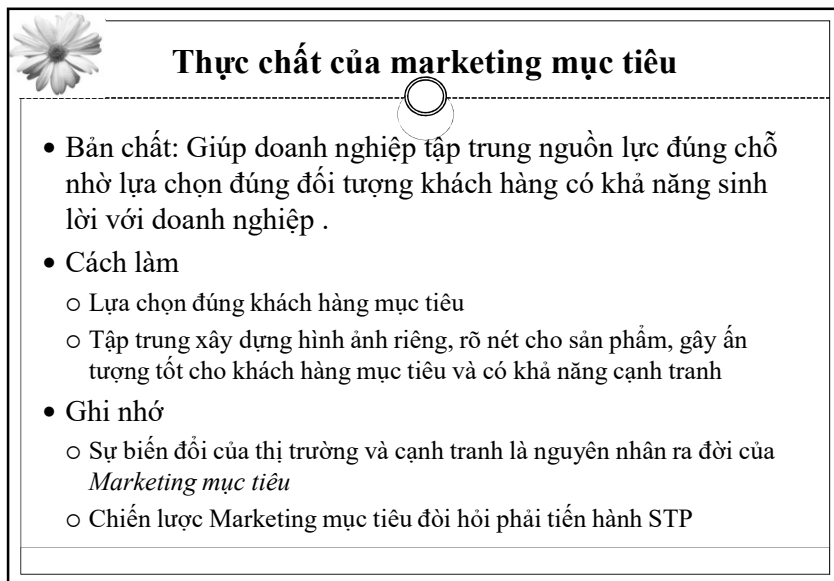 Thực chất của marketing mục tiêu
• Bản chất: Giúp doanh nghiệp tập trung nguồn lực đúng chỗ
nhờ lựa chọn đúng đối tượng khách hàng có khả năng sinh
lời với doanh nghiệp .
• Cách làm
o Lựa chọn đúng khách hàng mục tiêu
o Tập trung xây dựng hình ảnh riêng, rõ nét cho sản phẩm, gây ấn
tượng tốt cho khách hàng mục tiêu và có khả năng cạnh tranh
• Ghi nhớ
o Sự biến đổi của thị trường và cạnh tranh là nguyên nhân ra đời của
Marketing mục tiêu
o Chiến lược Marketing mục tiêu đòi hỏi phải tiến hành STP